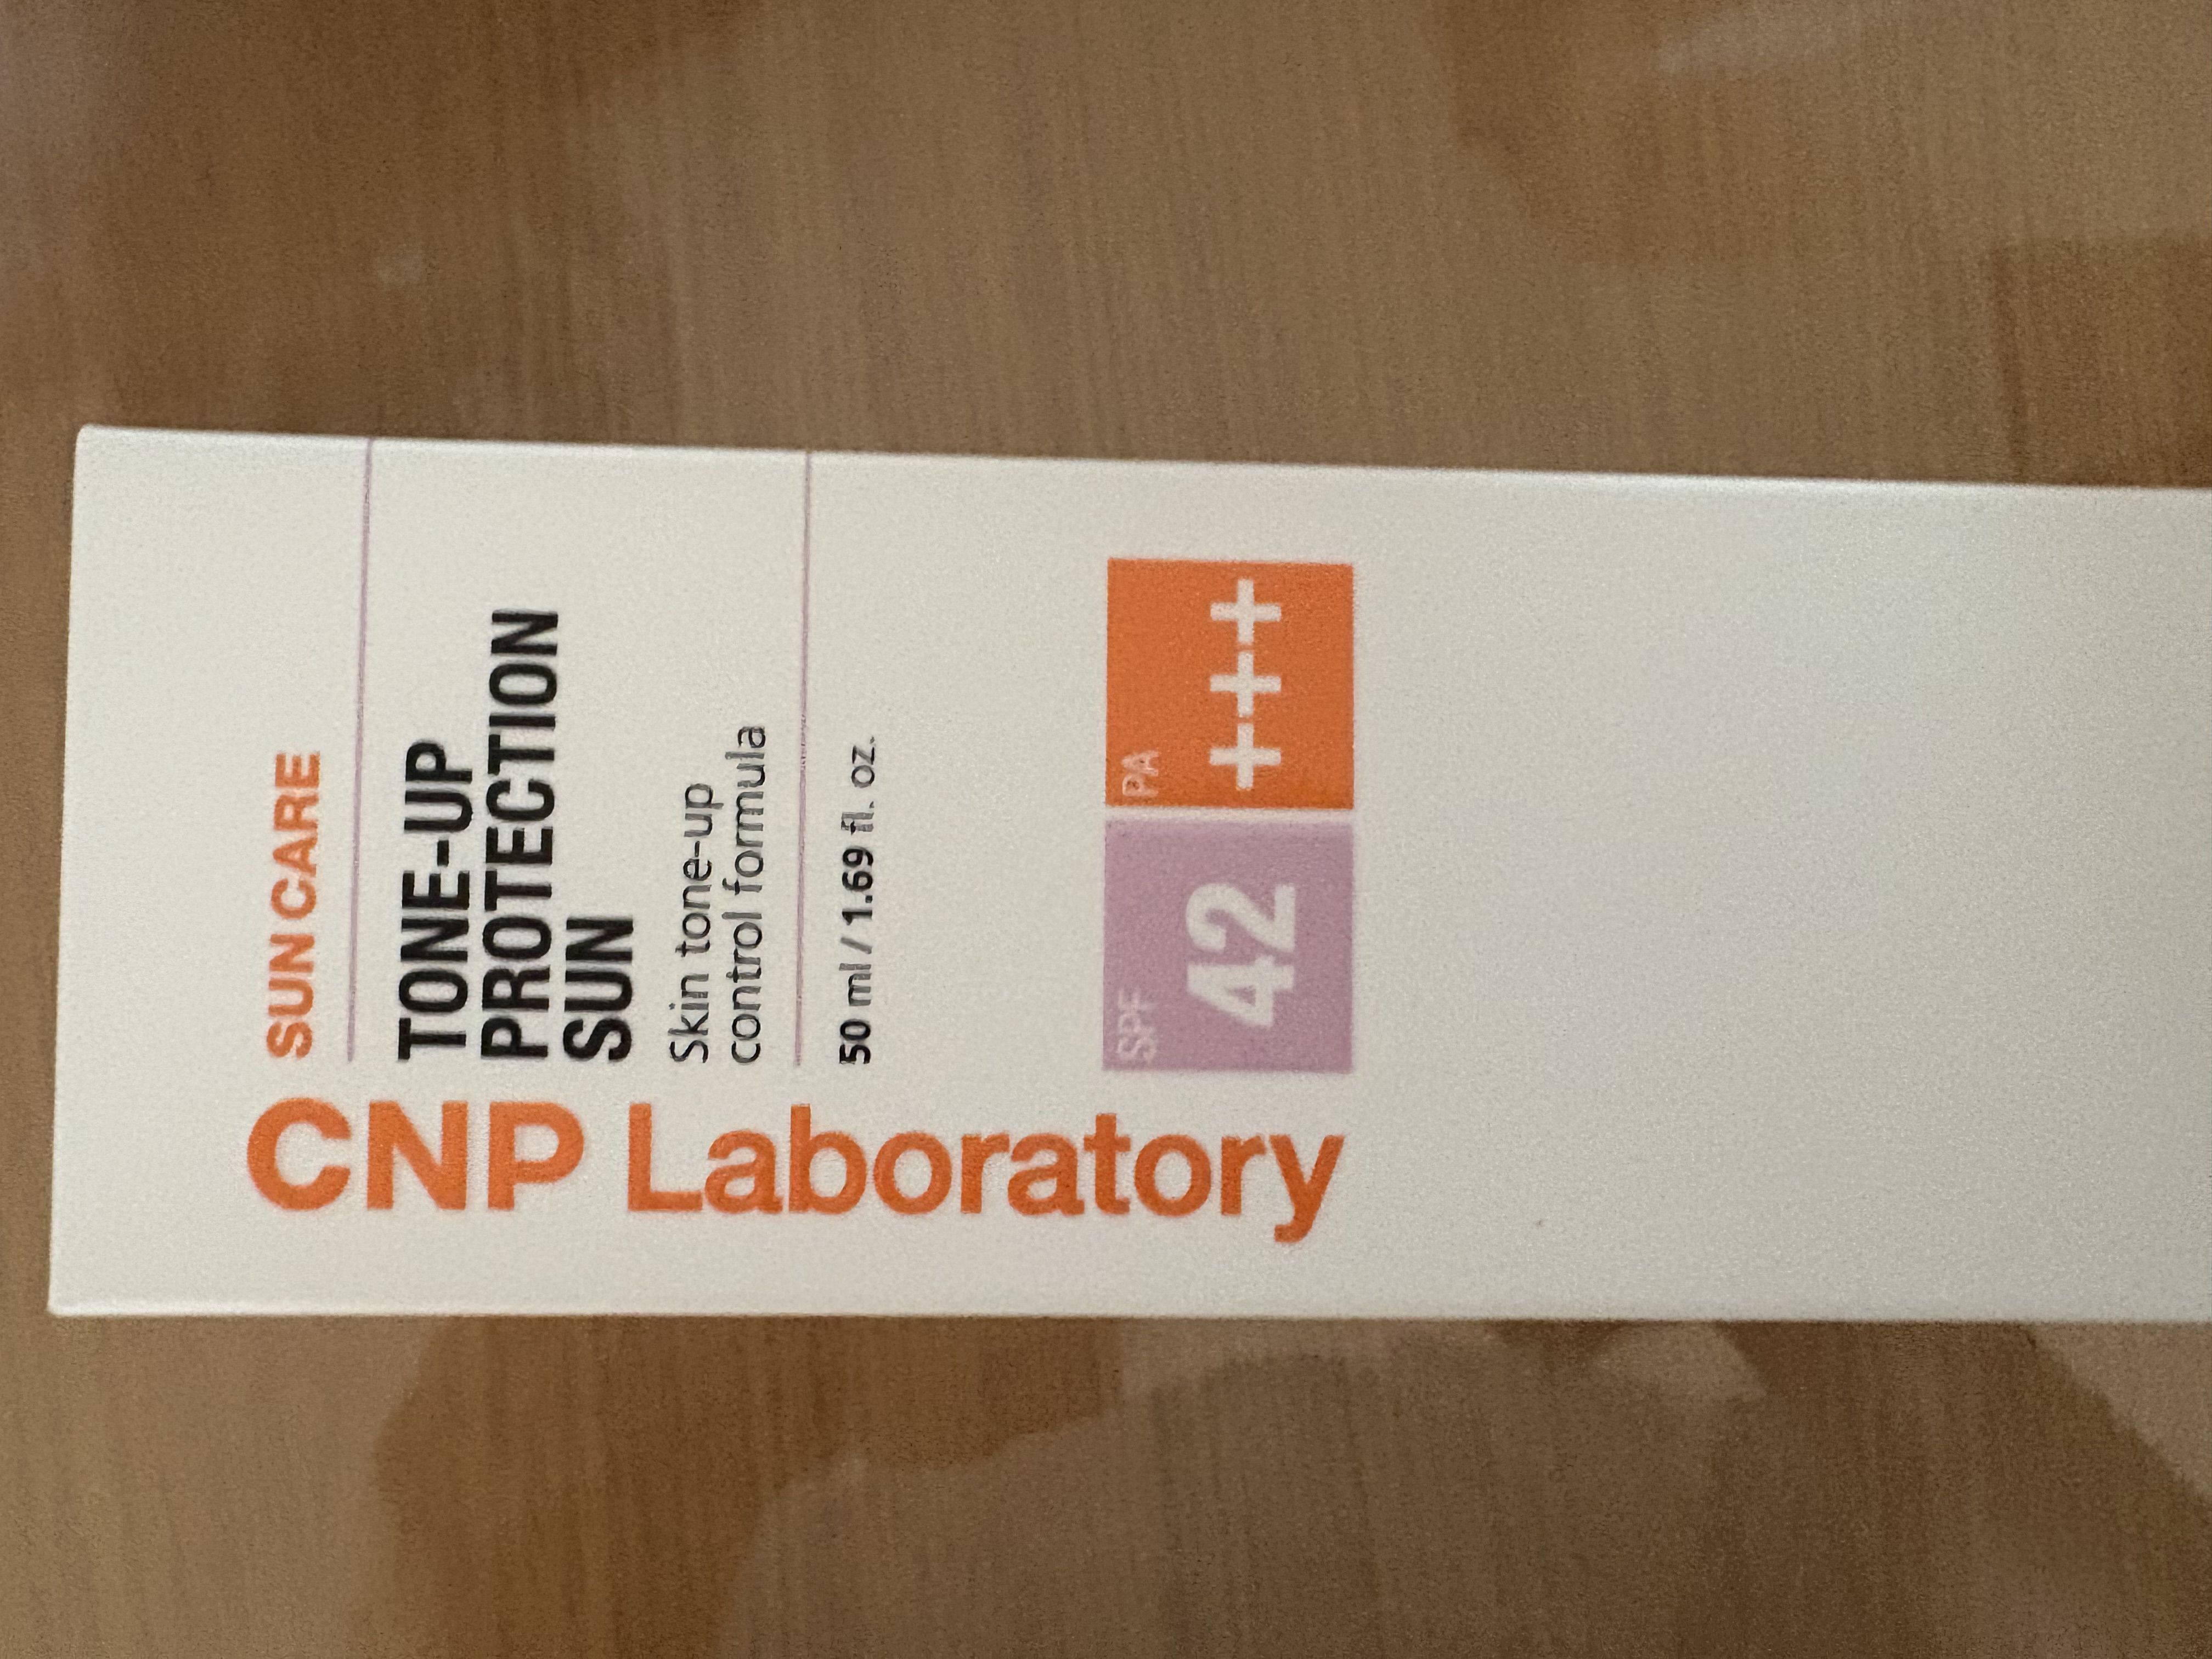 CNP Laboratory
SUN CARE
TONE-UP
PROTECTION
SUN
Skin tone-up
control formula
50 ml / 1.69 fl. oz.
SPF
42
PA
+++